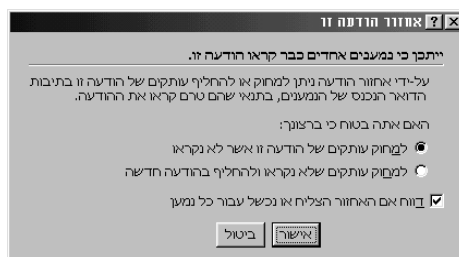 אחזור הודעה זו
ייתכן כי נמענים אחדים כבר קראו הודעה זו.
על-ידי אחזור הודעה ניתן למחוק או להחליף עותקים של הודעה זו בתיבות
הדואר הנכנס של הנמענים, בתנאי שהם טרם קראו את ההודעה.
האם אתה בטוח כי ברצונך:
למחוק עותקים של הודעה זו אשר לא נקראו
למחוק עותקים שלא נקראו ולהחליף בהודעה חדשה
דווח אם האחזור הצליח או נכשל עבור כל נמען
אישור ביטול